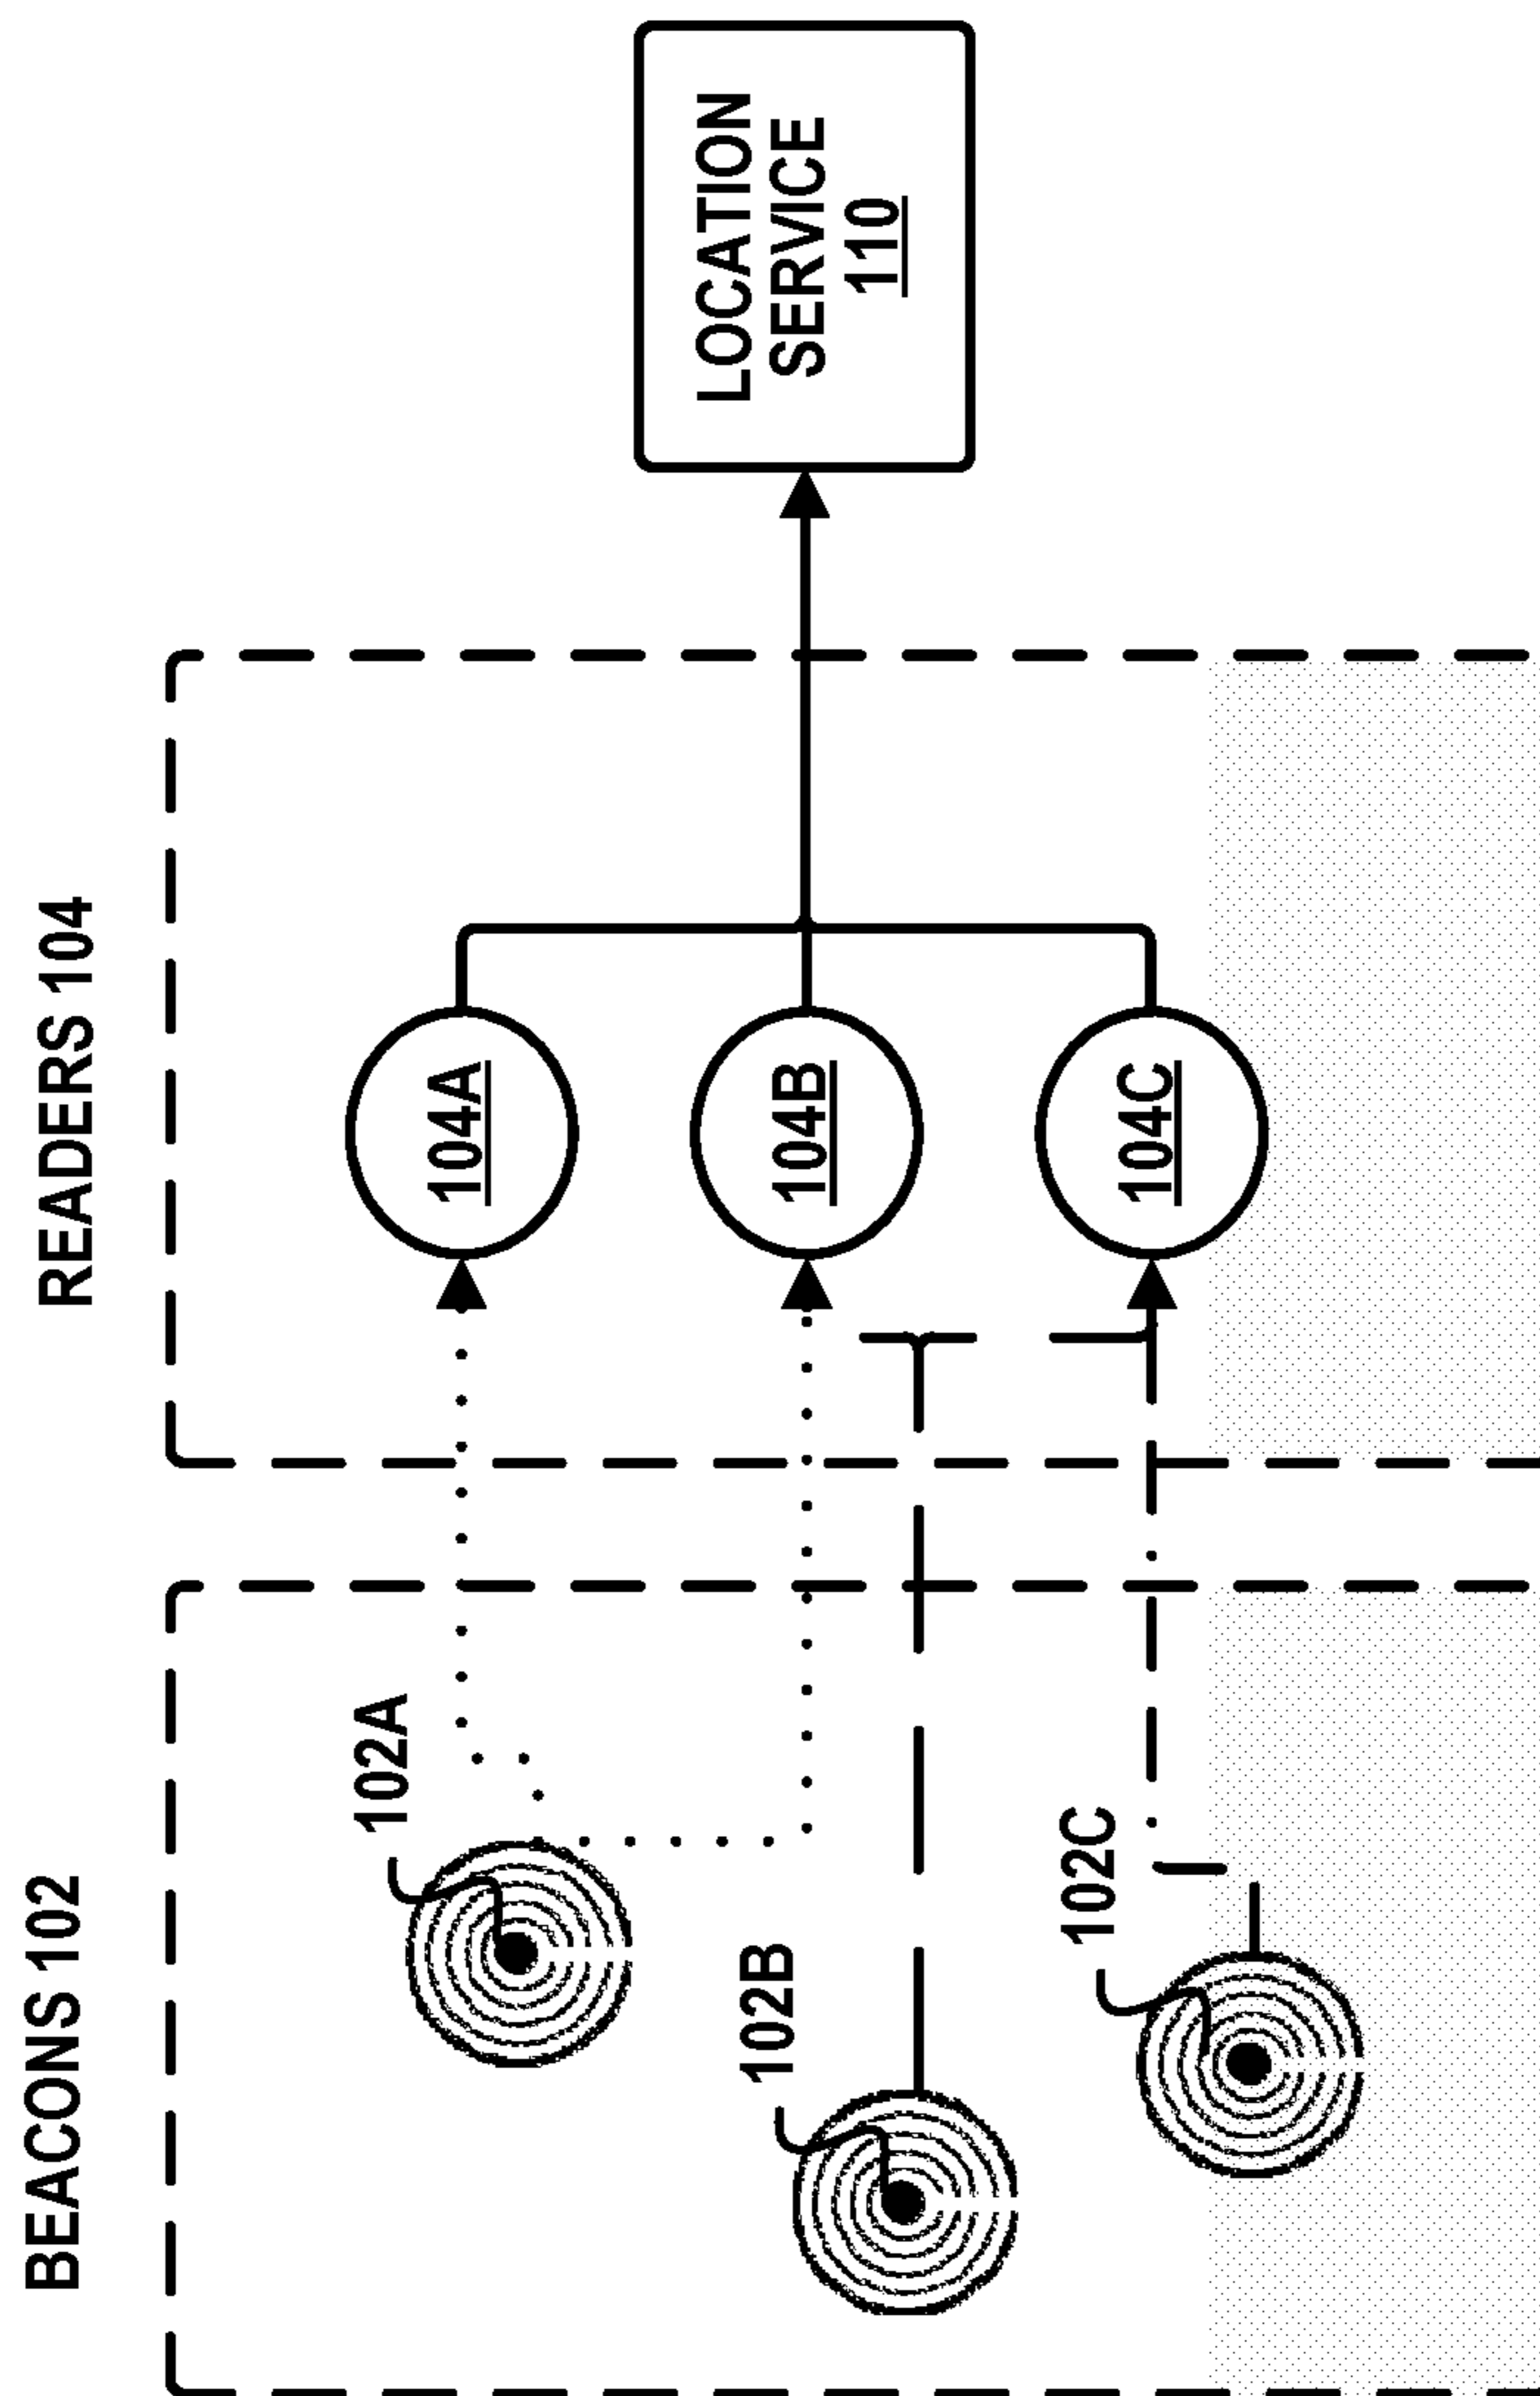 BEACONS 102
READERS 104
102A
104A
LOCATION
SERVICE
110
102B
104B
102C
104C